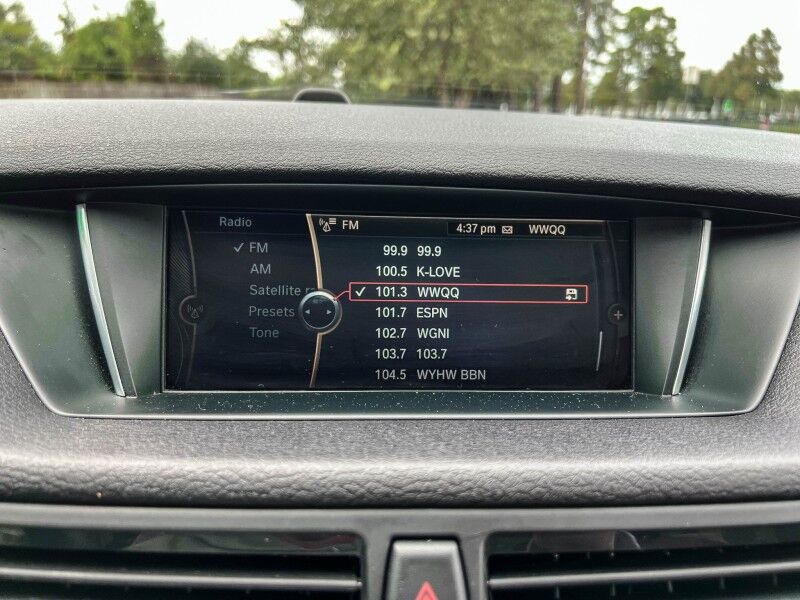 Radio
FM
AM
Satellite r
Presets
Tone
FM 4:37 pm WWQQ
99.9 99.9
100.5 K-LOVE
101.3 WWQQ
101.7 ESPN
102.7 WGNI
103.7 103.7
104.5 WYHW BBN